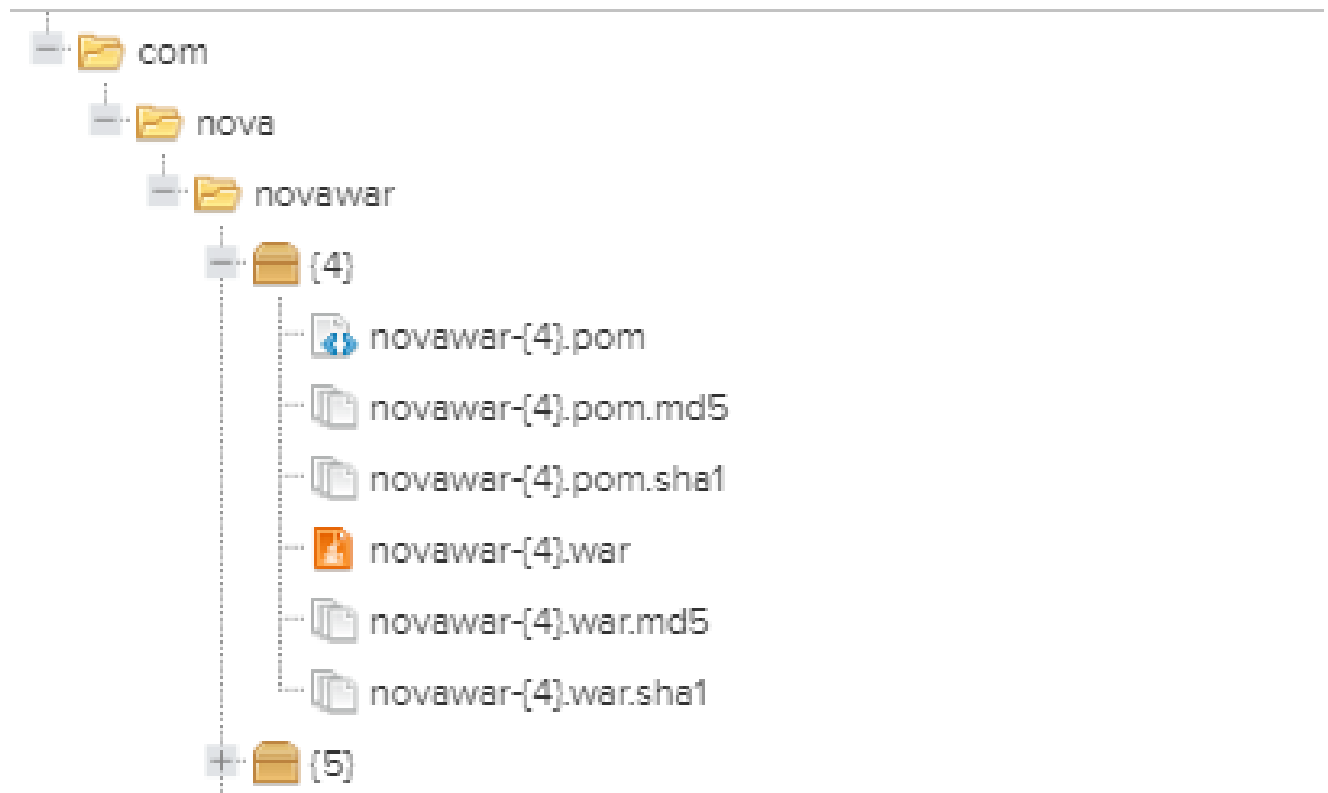 com
nova
novawar
{4}
novawar-{4}.pom
novawar-{4}.pom.md5
novawar-{4}.pom.sha1
novawar-{4}.war
novawar-{4}.war.md5
novawar-{4}.war.sha1
{5}